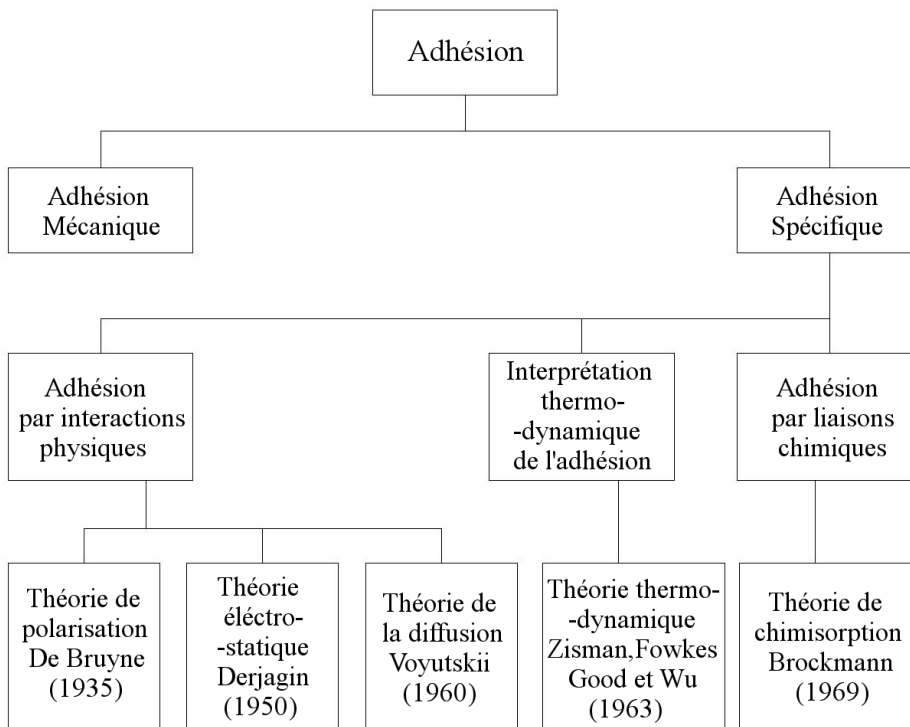 Adhésion
Adhésion
Mécanique
Adhésion
Spécifique
Adhésion
par interactions
physiques
Interprétation
thermo-
-dynamique
de l'adhésion
Adhésion
par liaisons
chimiques
Théorie de
polarisation
De Bruyne
(1935)
Théorie
éléctro-
-statique
Derjagin
(1950)
Théorie de
la diffusion
Voyutskii
(1960)
Théorie thermo-
-dynamique
Zisman,Fowkes
Good et Wu
(1963)
Théorie de
chimisorption
Brockmann
(1969)